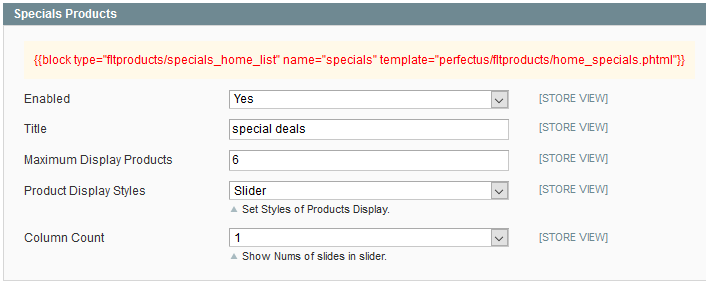 Specials Products
{{block type="fltproducts/specials_home_list" name="specials" template="perfectus/fltproducts/home_specials.phtml"}}
Enabled Yes [STORE VIEW]
Title special deals [STORE VIEW]
Maximum Display Products 6 [STORE VIEW]
Product Display Styles Slider [STORE VIEW]
Set Styles of Products Display.
Column Count 1 [STORE VIEW]
Show Nums of slides in slider.